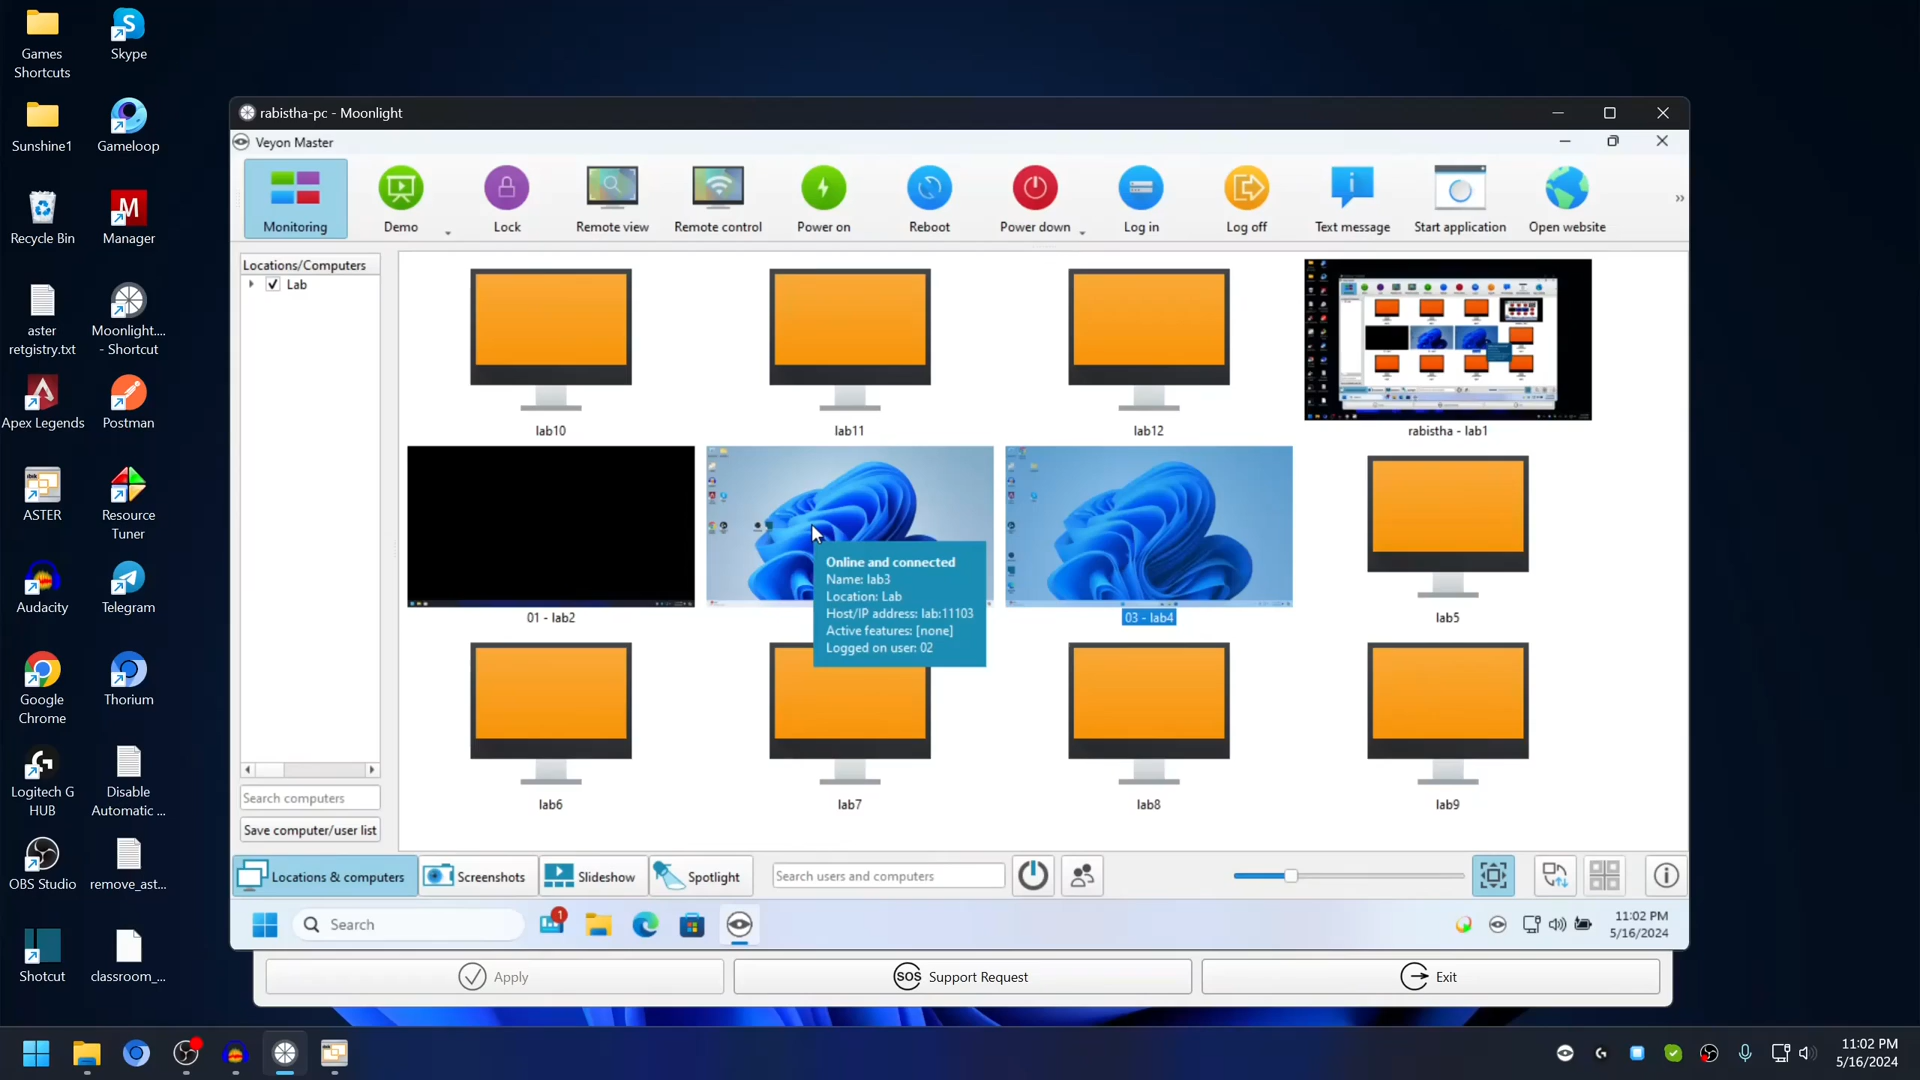 Games
Shortcuts
Skype
Sunshine1
Gameloop
Recycle Bin
Manager
aster
retgistry.txt
Moonlight....
- Shortcut
Apex Legends
Postman
ASTER
Resource
Tuner
Audacity
Telegram
Google
Chrome
Thorium
Logitech G
HUB
Disable
Automatic ...
OBS Studio
remove_ast...
Shotcut
classroom_...
rabistha-pc - Moonlight
Veyon Master
Monitoring
Demo
Lock
Remote view
Remote control
Power on
Reboot
Power down
Log in
Log off
Text message
Start application
Open website
Locations/Computers
Lab
lab10
lab11
lab12
rabistha - lab1
01 - lab2
Online and connected
Name: lab3
Location: Lab
Host/IP address: lab:11103
Active features: [none]
Logged on user: 02
03 - lab4
lab5
lab6
lab7
lab8
lab9
Search computers
Save computer/user list
Locations & computers
Screenshots
Slideshow
Spotlight
Search users and computers
Search
1
11:02 PM
5/16/2024
Apply
SOS Support Request
Exit
11:02 PM
5/16/2024